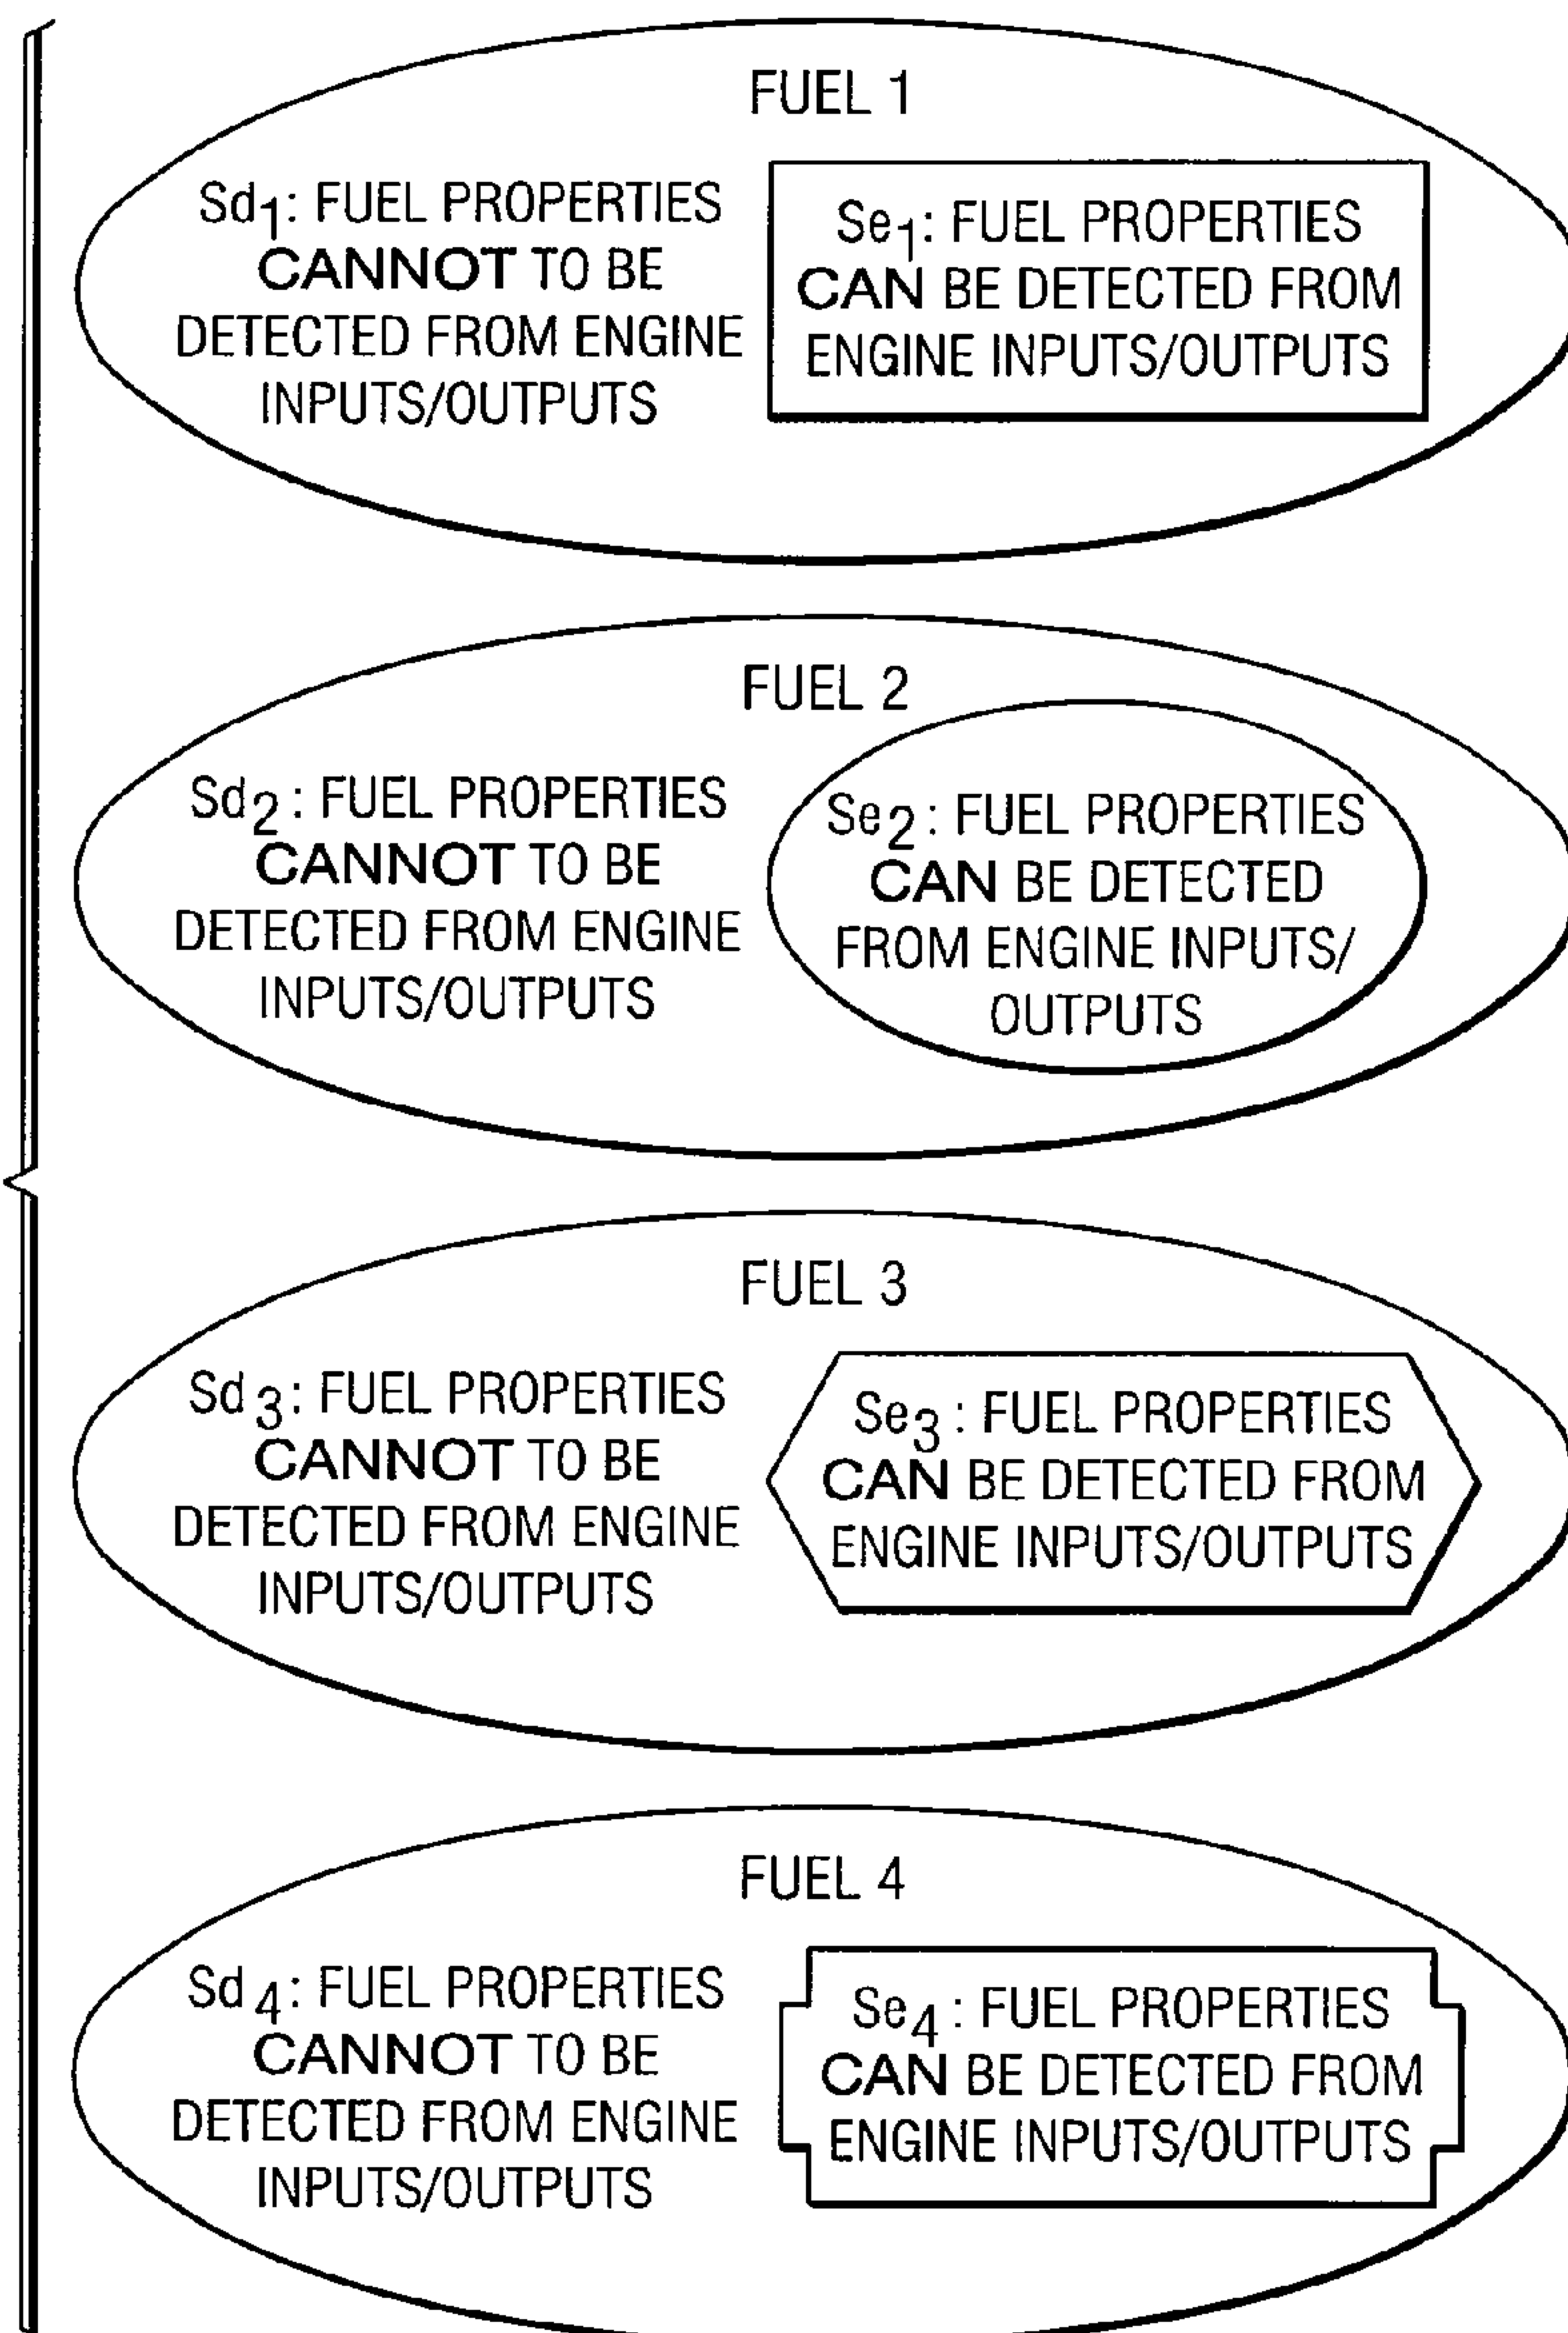 FUEL 1
Sd1: FUEL PROPERTIES
CANNOT TO BE
DETECTED FROM ENGINE
INPUTS/OUTPUTS
Se1: FUEL PROPERTIES
CAN BE DETECTED FROM
ENGINE INPUTS/OUTPUTS
FUEL 2
Sd2: FUEL PROPERTIES
CANNOT TO BE
DETECTED FROM ENGINE
INPUTS/OUTPUTS
Se2: FUEL PROPERTIES
CAN BE DETECTED
FROM ENGINE INPUTS/
OUTPUTS
FUEL 3
Sd3: FUEL PROPERTIES
CANNOT TO BE
DETECTED FROM ENGINE
INPUTS/OUTPUTS
Se3: FUEL PROPERTIES
CAN BE DETECTED FROM
ENGINE INPUTS/OUTPUTS
FUEL 4
Sd4: FUEL PROPERTIES
CANNOT TO BE
DETECTED FROM ENGINE
INPUTS/OUTPUTS
Se4: FUEL PROPERTIES
CAN BE DETECTED FROM
ENGINE INPUTS/OUTPUTS